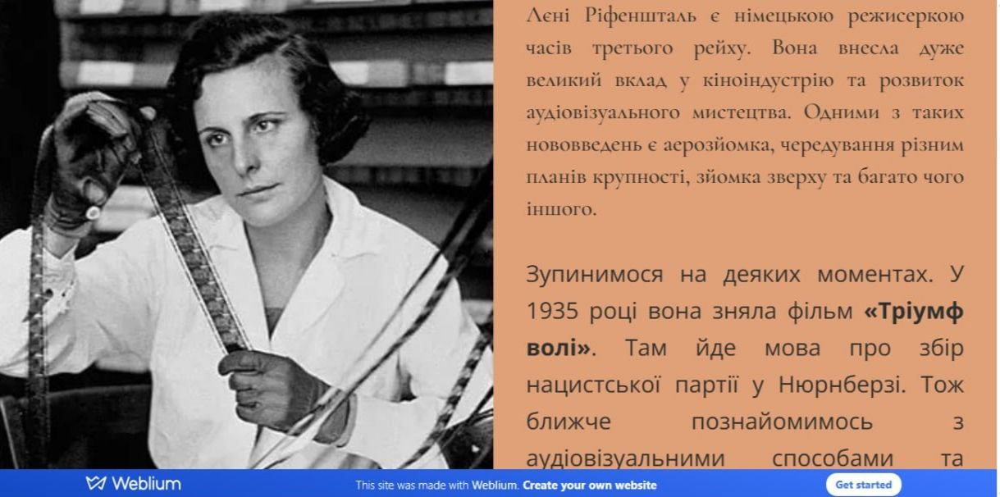 Лєні Ріфеншталь є німецькою режисеркою
часів третього рейху. Вона внесла дуже
великий вклад у кіноіндустрію та розвиток
аудіовізуального мистецтва. Одними з таких
нововведень є аерозйомка, чередування різним
планів крупності, зйомка зверху та багато чого
іншого.
Зупинимося на деяких моментах. У
1935 році вона зняла фільм «Тріумф
волі». Там йде мова про збір
нацистської партії у Нюрнберзі. Тож
ближче познайомимось з
аудіовізуальними способами та
Weblium
This site was made with Weblium. Create your own website
Get started